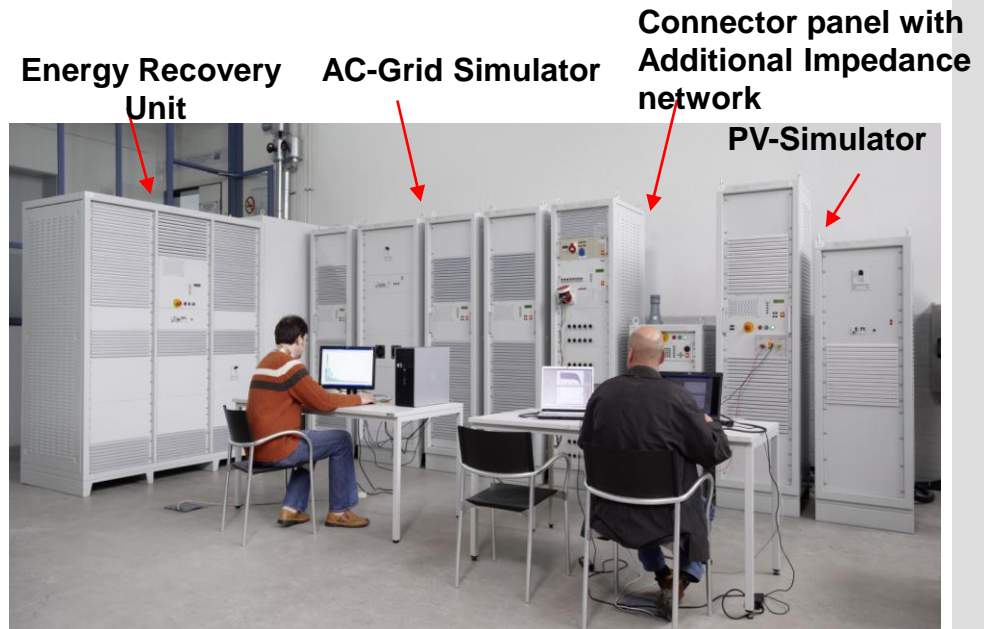 Energy Recovery
Unit
AC-Grid Simulator
Connector panel with
Additional Impedance
network
PV-Simulator